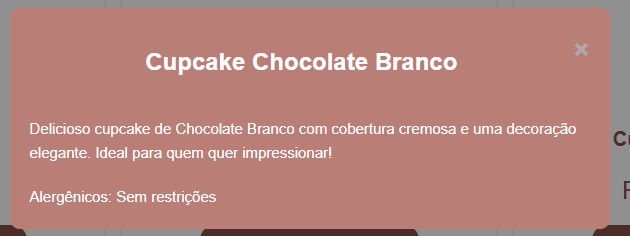 Cupcake Chocolate Branco
×
Delicioso cupcake de Chocolate Branco com cobertura cremosa e uma decoração
elegante. Ideal para quem quer impressionar!
Alergênicos: Sem restrições